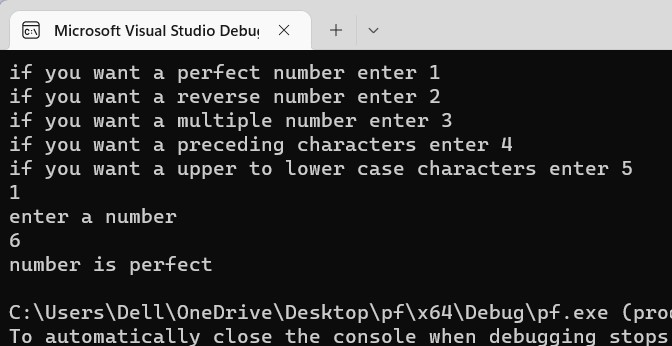 Microsoft Visual Studio Debu
if you want a perfect number enter 1
if you want a reverse number enter 2
if you want a multiple number enter 3
if you want a preceding characters enter 4
if you want a upper to lower case characters enter 5
1
enter a number
6
number is perfect
C:\Users\Dell\OneDrive\Desktop\pf\x64\Debug\pf.exe (pro
To automatically close the console when debugging stops